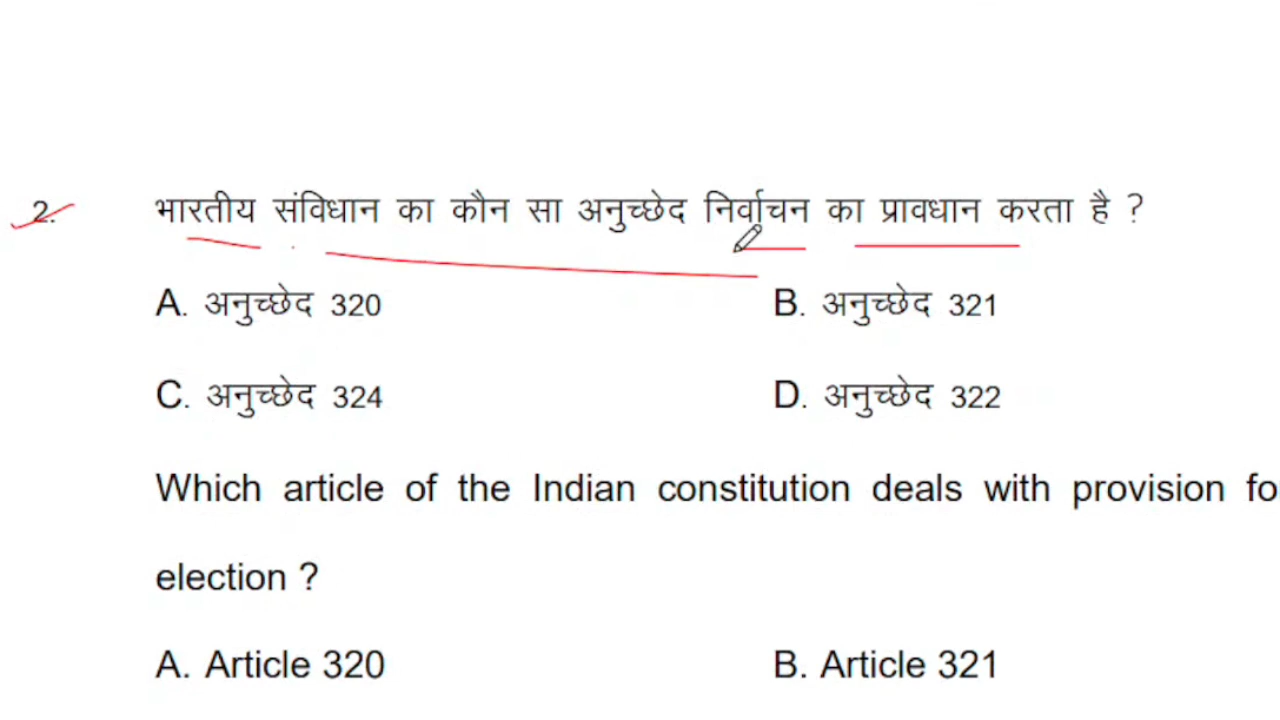 2. भारतीय संविधान का कौन सा अनुच्छेद निर्वाचन का प्रावधान करता है ?
A. अनुच्छेद 320 B. अनुच्छेद 321
C. अनुच्छेद 324 D. अनुच्छेद 322
Which article of the Indian constitution deals with provision fo
election ?
A. Article 320 B. Article 321